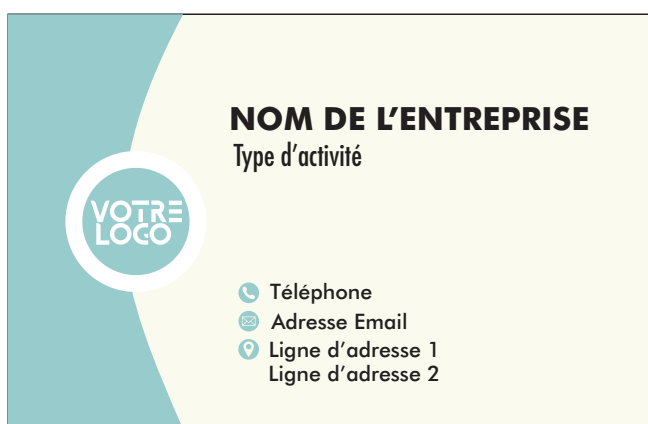 NOM DE L'ENTREPRISE
Type d'activité
VOTRE
LOGO
Téléphone
Adresse Email
Ligne d'adresse 1
Ligne d'adresse 2